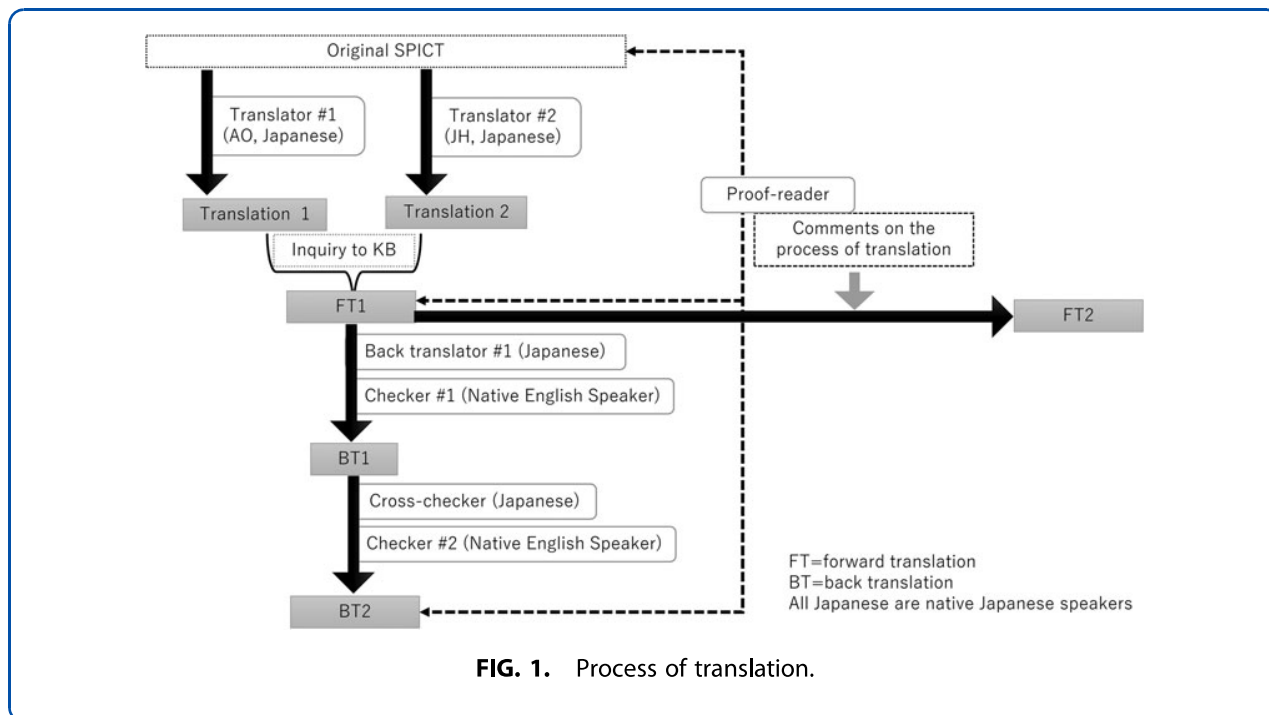 Original SPICT
Translator #1
(AO, Japanese)
Translator #2
(JH, Japanese)
Translation 1
Translation 2
Proof-reader
Comments on the
process of translation
Inquiry to KB
FT1
FT2
Back translator #1 (Japanese)
Checker #1 (Native English Speaker)
BT1
Cross-checker (Japanese)
Checker #2 (Native English Speaker)
BT2
FT=forward translation
BT=back translation
All Japanese are native Japanese speakers
FIG. 1. Process of translation.